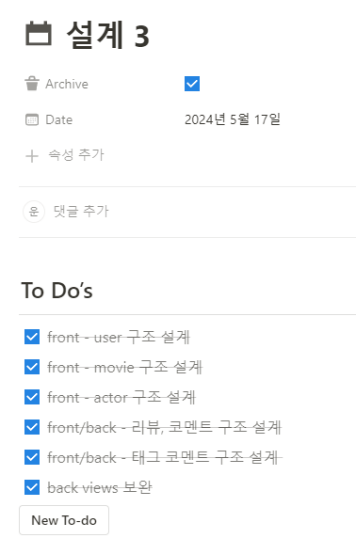 설계 3
Archive
Date 2024년 5월 17일
속성 추가
운 댓글 추가
To Do’s
front - user 구조 설계
front - movie 구조 설계
front - actor 구조 설계
front/back - 리뷰, 코멘트 구조 설계
front/back - 태그 코멘트 구조 설계
back views 보완
New To-do